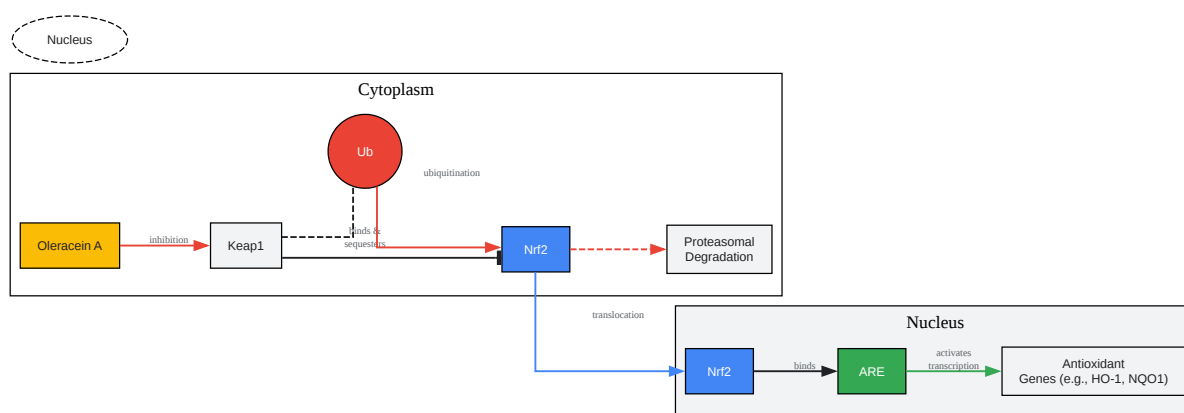 Nucleus
Cytoplasm
Ub
ubiquitination
Oleracein A
inhibition
Keap1
binds &
sequesters
Nrf2
Proteasomal
Degradation
translocation
Nucleus
Nrf2
binds
ARE
activates
transcription
Antioxidant
Genes (e.g., HO-1, NQO1)